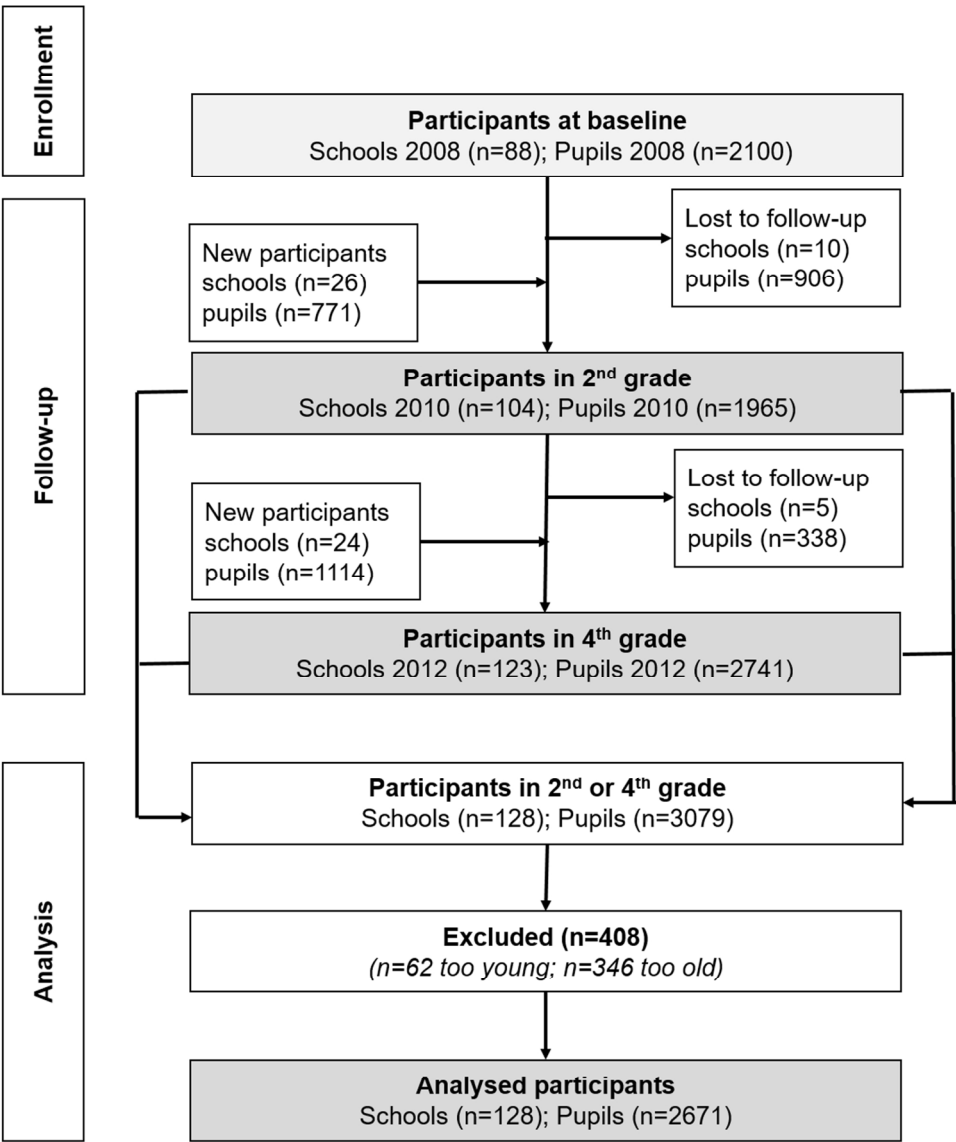 Enrollment
Participants at baseline
Schools 2008 (n=88); Pupils 2008 (n=2100)
Follow-up
Lost to follow-up
schools (n=10)
pupils (n=906)
New participants
schools (n=26)
pupils (n=771)
Participants in 2nd grade
Schools 2010 (n=104); Pupils 2010 (n=1965)
Lost to follow-up
schools (n=5)
pupils (n=338)
New participants
schools (n=24)
pupils (n=1114)
Participants in 4th grade
Schools 2012 (n=123); Pupils 2012 (n=2741)
Analysis
Participants in 2nd or 4th grade
Schools (n=128); Pupils (n=3079)
Excluded (n=408)
(n=62 too young; n=346 too old)
Analysed participants
Schools (n=128); Pupils (n=2671)